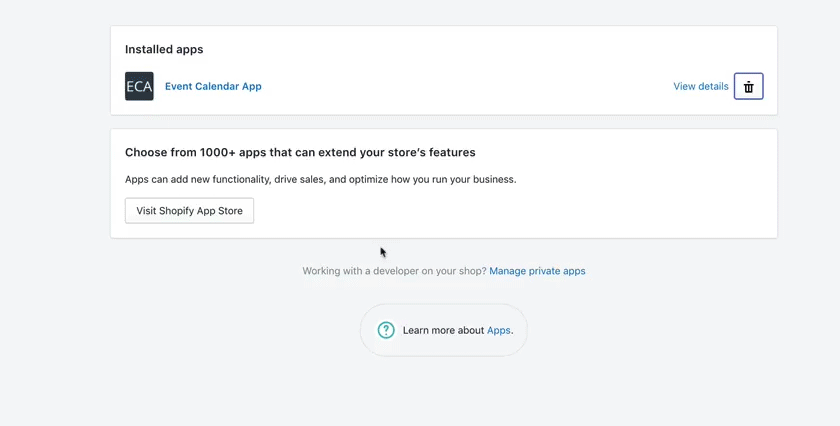 Installed apps
ECA Event Calendar App View details
Choose from 1000+ apps that can extend your store's features
Apps can add new functionality, drive sales, and optimize how you run your business.
Visit Shopify App Store
Working with a developer on your shop? Manage private apps
Learn more about Apps.